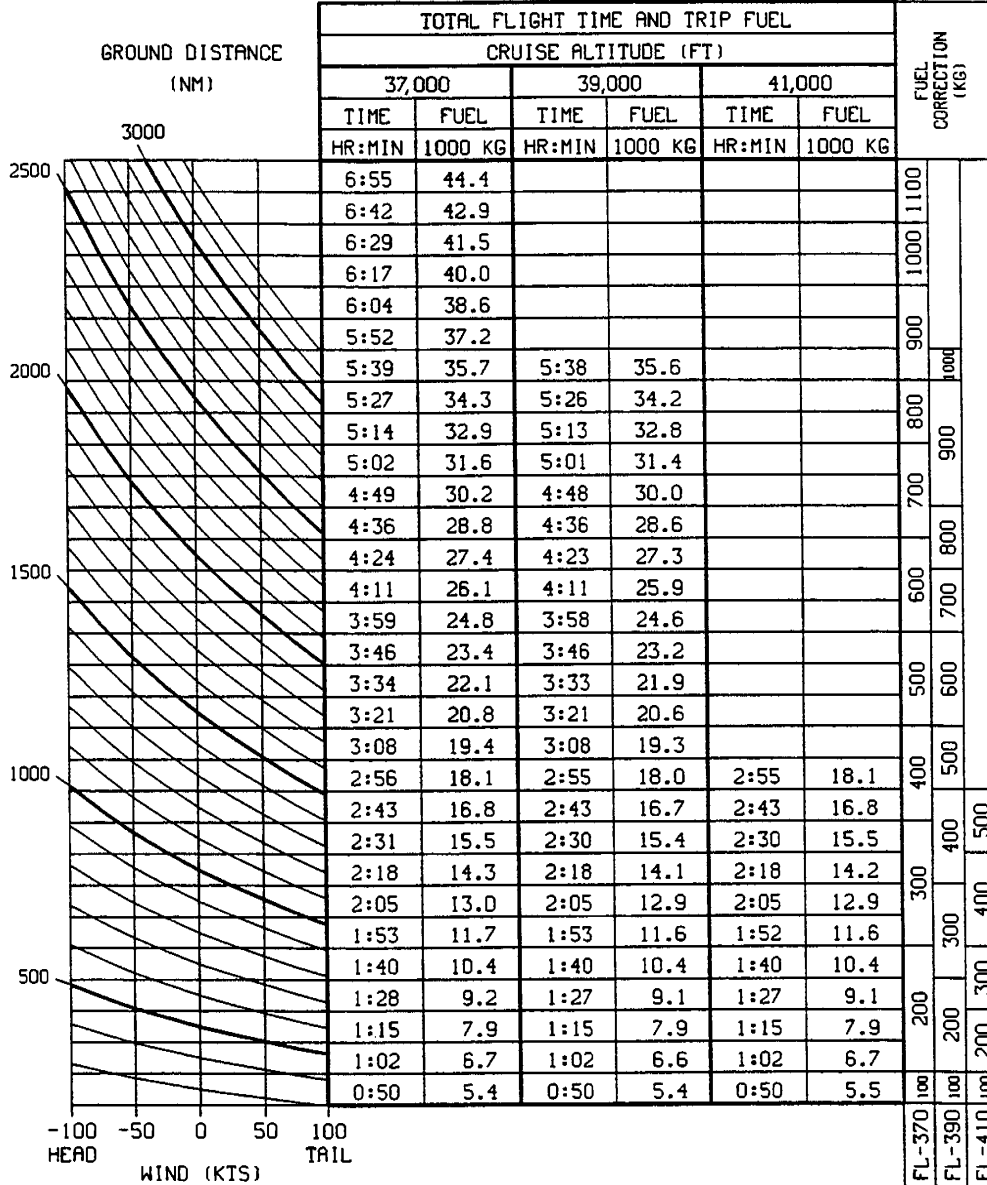 TOTAL FLIGHT TIME AND TRIP FUEL
GROUND DISTANCE
(NM)
CRUISE ALTITUDE (FT)
37,000 39,000 41,000
FUEL
CORRECTION
(KG)
TIME FUEL TIME FUEL TIME FUEL
HR:MIN 1000 KG HR:MIN 1000 KG HR:MIN 1000 KG
3000
2500
2000
1500
1000
500
6:55 44.4
6:42 42.9
6:29 41.5
6:17 40.0
6:04 38.6
5:52 37.2
5:39 35.7 5:38 35.6
5:27 34.3 5:26 34.2
5:14 32.9 5:13 32.8
5:02 31.6 5:01 31.4
4:49 30.2 4:48 30.0
4:36 28.8 4:36 28.6
4:24 27.4 4:23 27.3
4:11 26.1 4:11 25.9
3:59 24.8 3:58 24.6
3:46 23.4 3:46 23.2
3:34 22.1 3:33 21.9
3:21 20.8 3:21 20.6
3:08 19.4 3:08 19.3
2:56 18.1 2:55 18.0 2:55 18.1
2:43 16.8 2:43 16.7 2:43 16.8
2:31 15.5 2:30 15.4 2:30 15.5
2:18 14.3 2:18 14.1 2:18 14.2
2:05 13.0 2:05 12.9 2:05 12.9
1:53 11.7 1:53 11.6 1:52 11.6
1:40 10.4 1:40 10.4 1:40 10.4
1:28 9.2 1:27 9.1 1:27 9.1
1:15 7.9 1:15 7.9 1:15 7.9
1:02 6.7 1:02 6.6 1:02 6.7
0:50 5.4 0:50 5.4 0:50 5.5
FL-370 100 200 300 400 500 600 700 800 900 1000 1100
FL-390 100 200 300 400 500 600 700 800 900 1000
FL-410 100 200 300 400 500
-100 -50 0 50 100
HEAD TAIL
WIND (KTS)